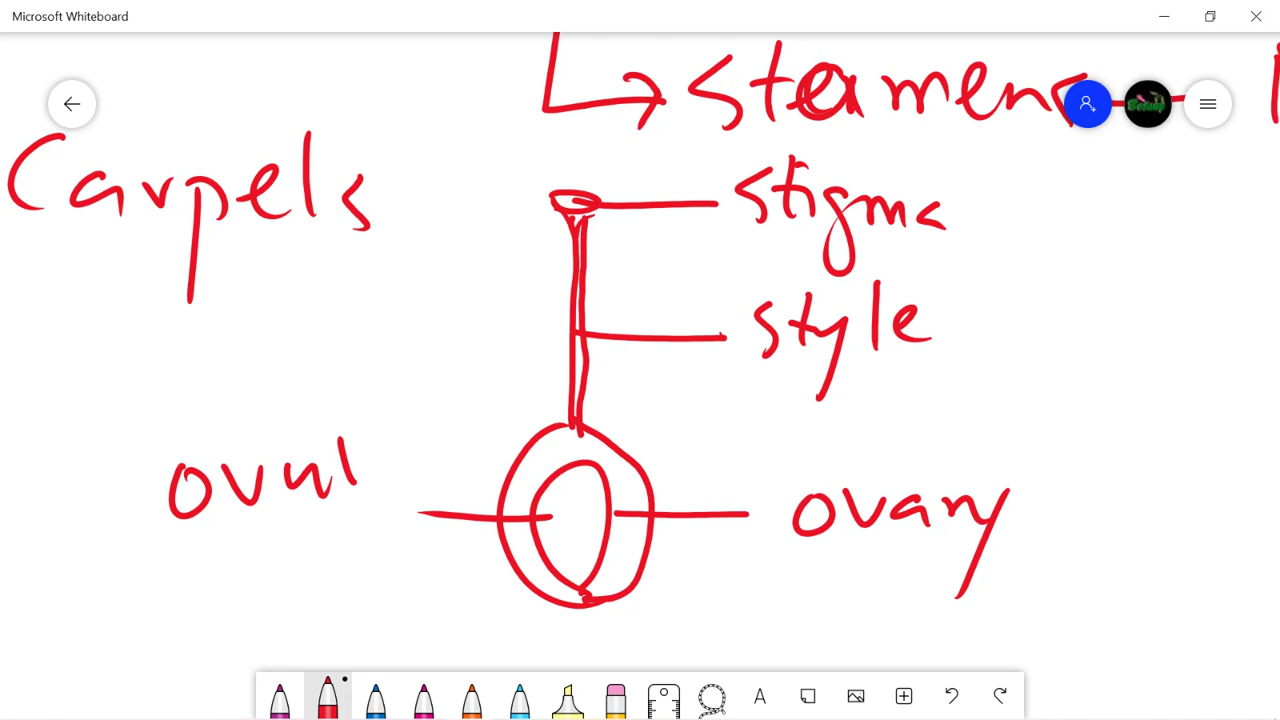 Microsoft Whiteboard
stamens
Carpels
stigma
style
ovul
ovary
A